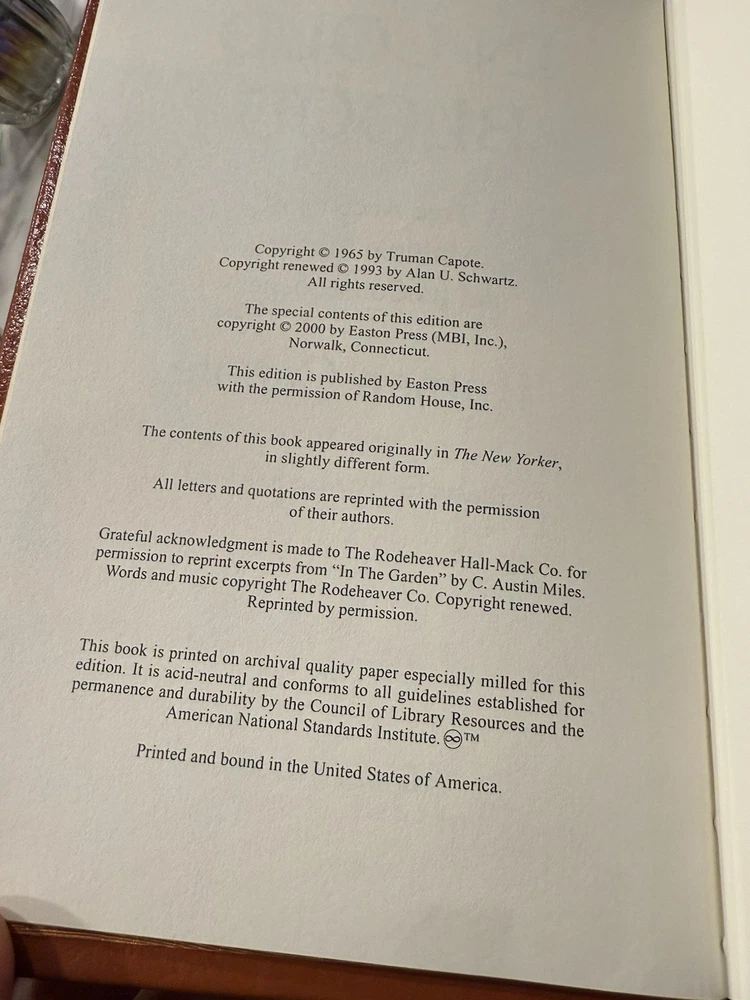 Copyright © 1965 by Truman Capote.
Copyright renewed © 1993 by Alan U. Schwartz.
All rights reserved.
The special contents of this edition are
copyright © 2000 by Easton Press (MBI, Inc.),
Norwalk, Connecticut.
This edition is published by Easton Press
with the permission of Random House, Inc.
The contents of this book appeared originally in The New Yorker,
in slightly different form.
All letters and quotations are reprinted with the permission
of their authors.
Grateful acknowledgment is made to The Rodeheaver Hall-Mack Co. for
permission to reprint excerpts from “In The Garden” by C. Austin Miles.
Words and music copyright The Rodeheaver Co. Copyright renewed.
Reprinted by permission.
This book is printed on archival quality paper especially milled for this
edition. It is acid-neutral and conforms to all guidelines established for
permanence and durability by the Council of Library Resources and the
American National Standards Institute. ♾™
Printed and bound in the United States of America.